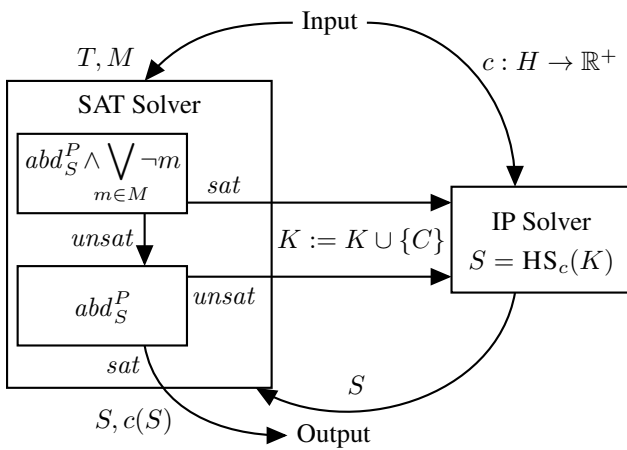 Input
T, M
c : H → ℝ⁺
SAT Solver
abd_S^P ∧ ⋁_{m∈M} ¬m
sat
IP Solver
S = HS_c(K)
unsat
K := K ∪ {C}
abd_S^P
unsat
sat
S
S, c(S)
Output